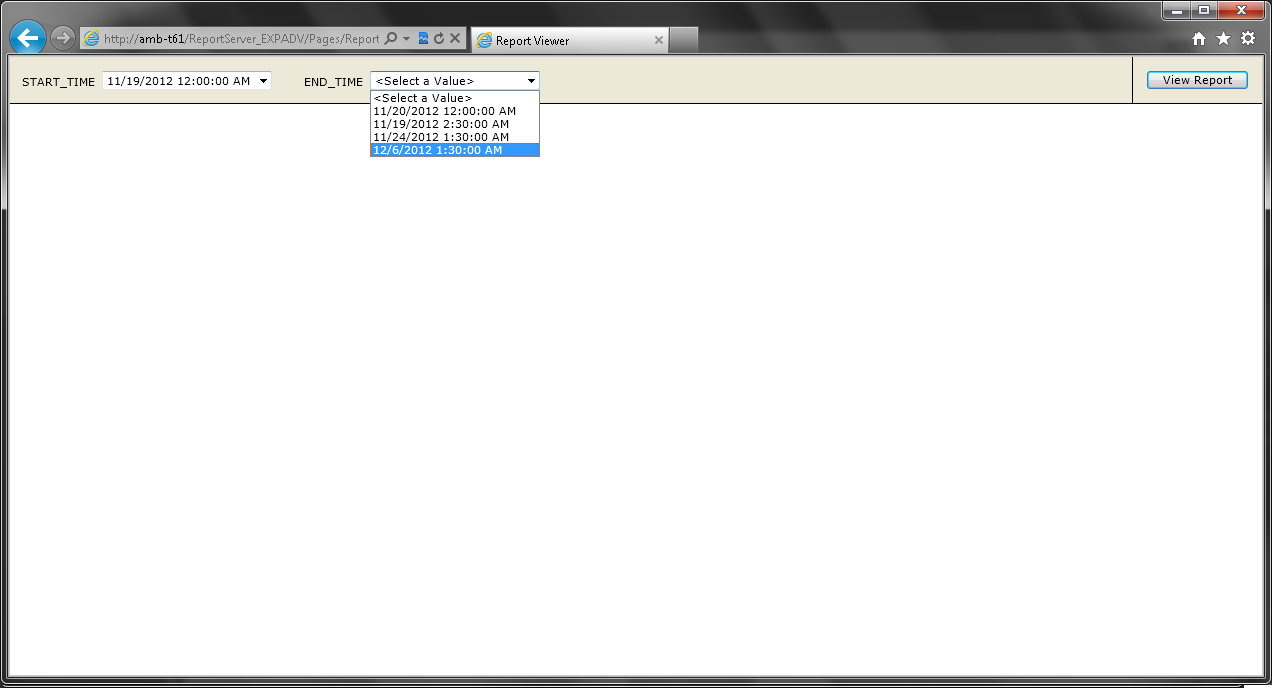 http://amb-t61/ReportServer_EXPADV/Pages/Report
Report Viewer
START_TIME 11/19/2012 12:00:00 AM END_TIME <Select a Value> View Report
<Select a Value>
11/20/2012 12:00:00 AM
11/19/2012 2:30:00 AM
11/24/2012 1:30:00 AM
12/6/2012 1:30:00 AM